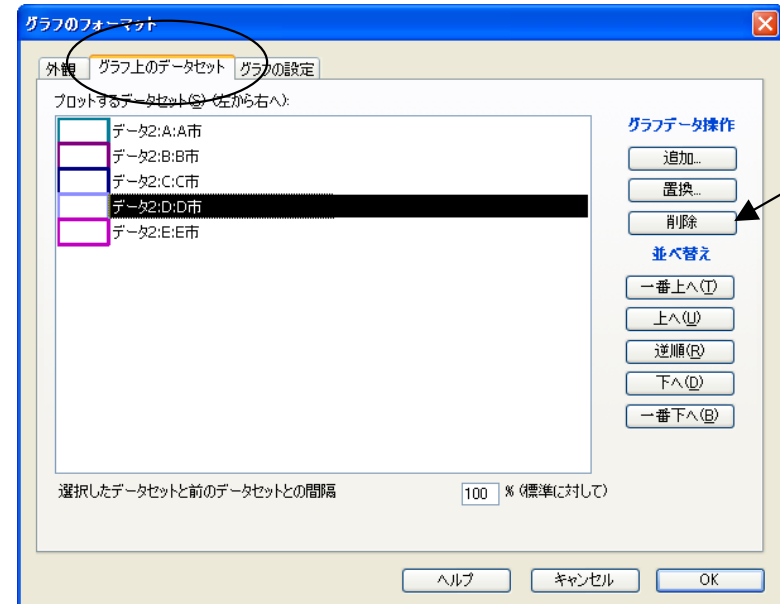 グラフのフォーマット
外観 グラフ上のデータセット グラフの設定
プロットするデータセット(S) (左から右へ):
データ2:A:A市
データ2:B:B市
データ2:C:C市
データ2:D:D市
データ2:E:E市
グラフデータ操作
追加...
置換...
削除
並べ替え
一番上へ(T)
上へ(U)
逆順(R)
下へ(D)
一番下へ(B)
選択したデータセットと前のデータセットとの間隔 100 % (標準に対して)
ヘルプ キャンセル OK